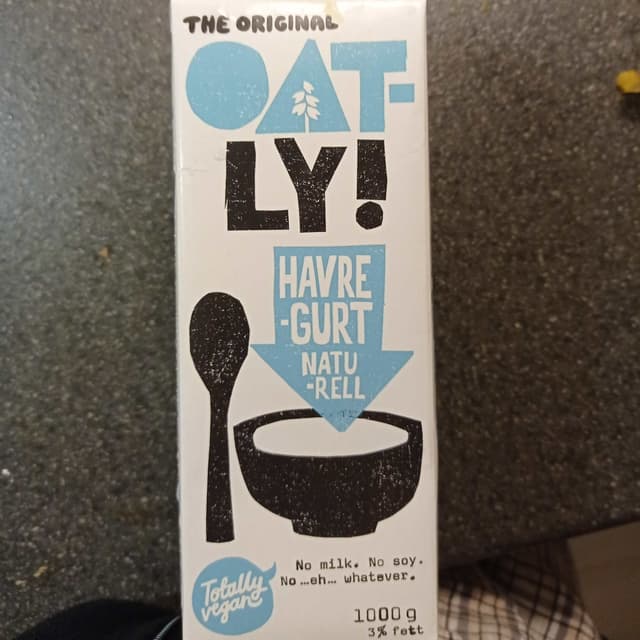 THE ORIGINAL
OAT-
LY!
HAVRE
-GURT
NATU
-RELL
No milk. No soy.
No …eh… whatever.
Totally
vegan
1000 g
3% fett